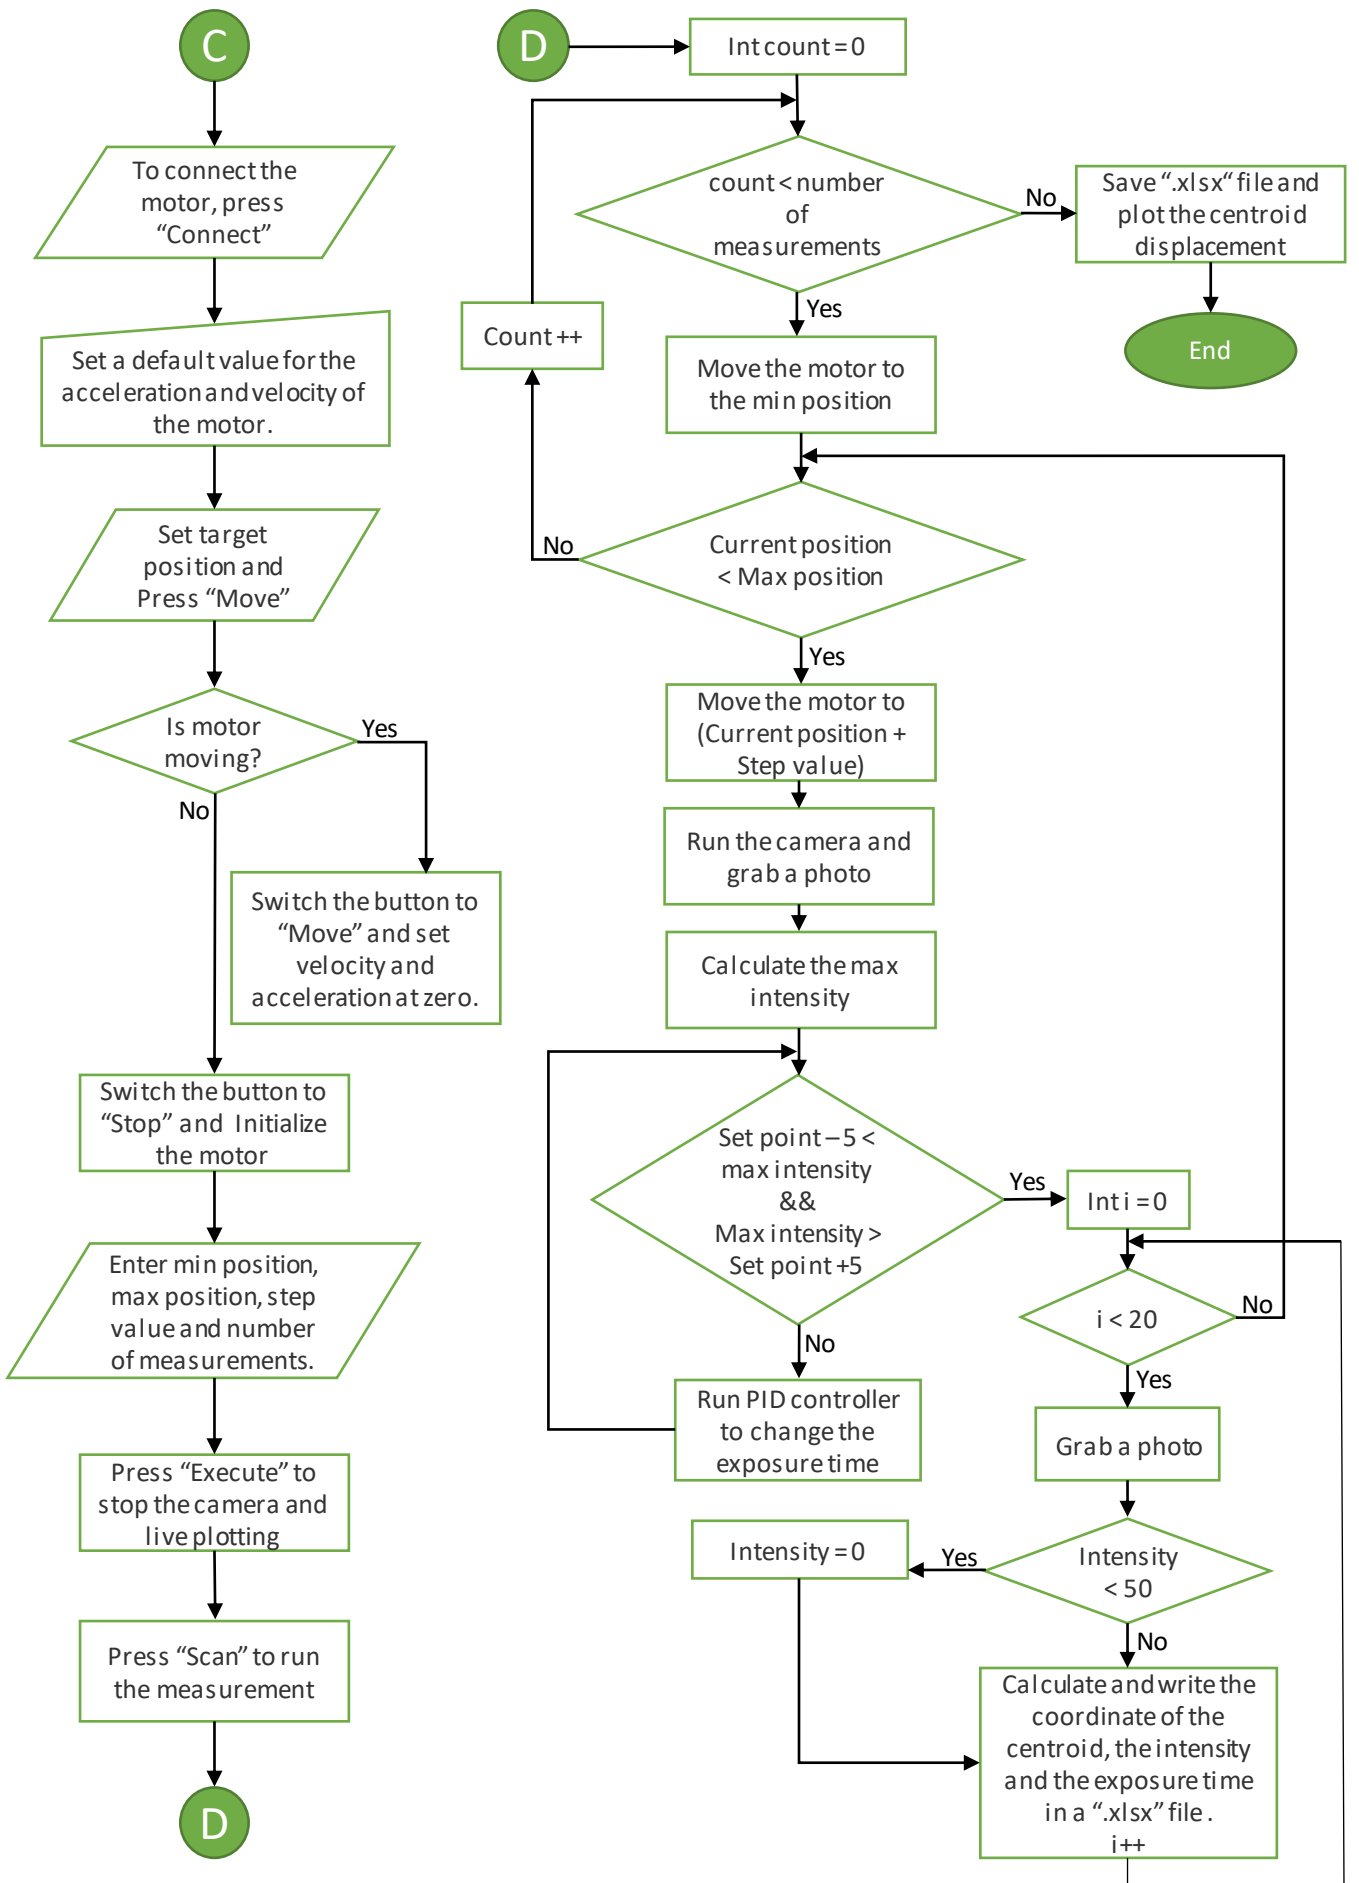 C
To connect the
motor, press
“Connect”
Set a default value for the
acceleration and velocity of
the motor.
Set target
position and
Press “Move”
Is motor
moving?
Yes
No
Switch the button to
“Move” and set
velocity and
acceleration at zero.
Switch the button to
“Stop” and Initialize
the motor
Enter min position,
max position, step
value and number
of measurements.
Press “Execute” to
stop the camera and
live plotting
Press “Scan” to run
the measurement
D
D
Int count = 0
count < number
of
measurements
No
Save “.xlsx“ file and
plot the centroid
displacement
End
Yes
Count ++
Move the motor to
the min position
Current position
< Max position
No
Yes
Move the motor to
(Current position +
Step value)
Run the camera and
grab a photo
Calculate the max
intensity
Set point – 5 <
max intensity
&&
Max intensity >
Set point +5
Yes
Int i = 0
No
Run PID controller
to change the
exposure time
i < 20
No
Yes
Grab a photo
Intensity
< 50
Yes
Intensity = 0
No
Calculate and write the
coordinate of the
centroid, the intensity
and the exposure time
in a “.xlsx” file .
i++